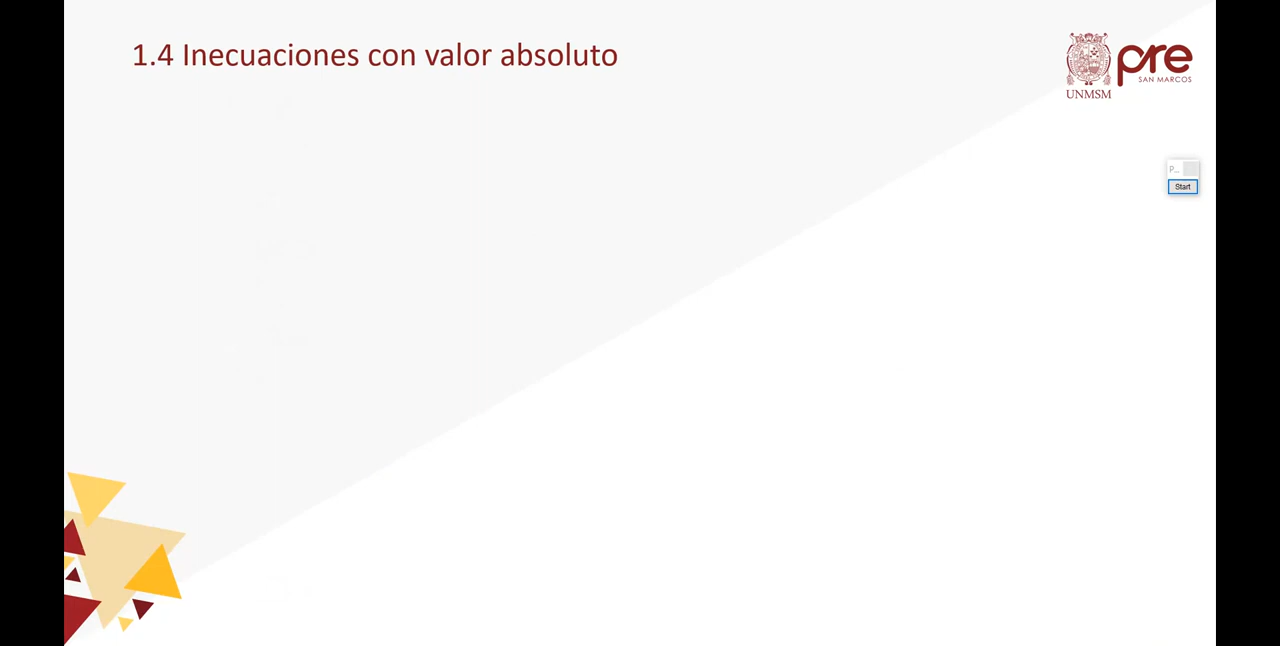 1.4 Inecuaciones con valor absoluto
pre
SAN MARCOS
UNMSM
P...
Start